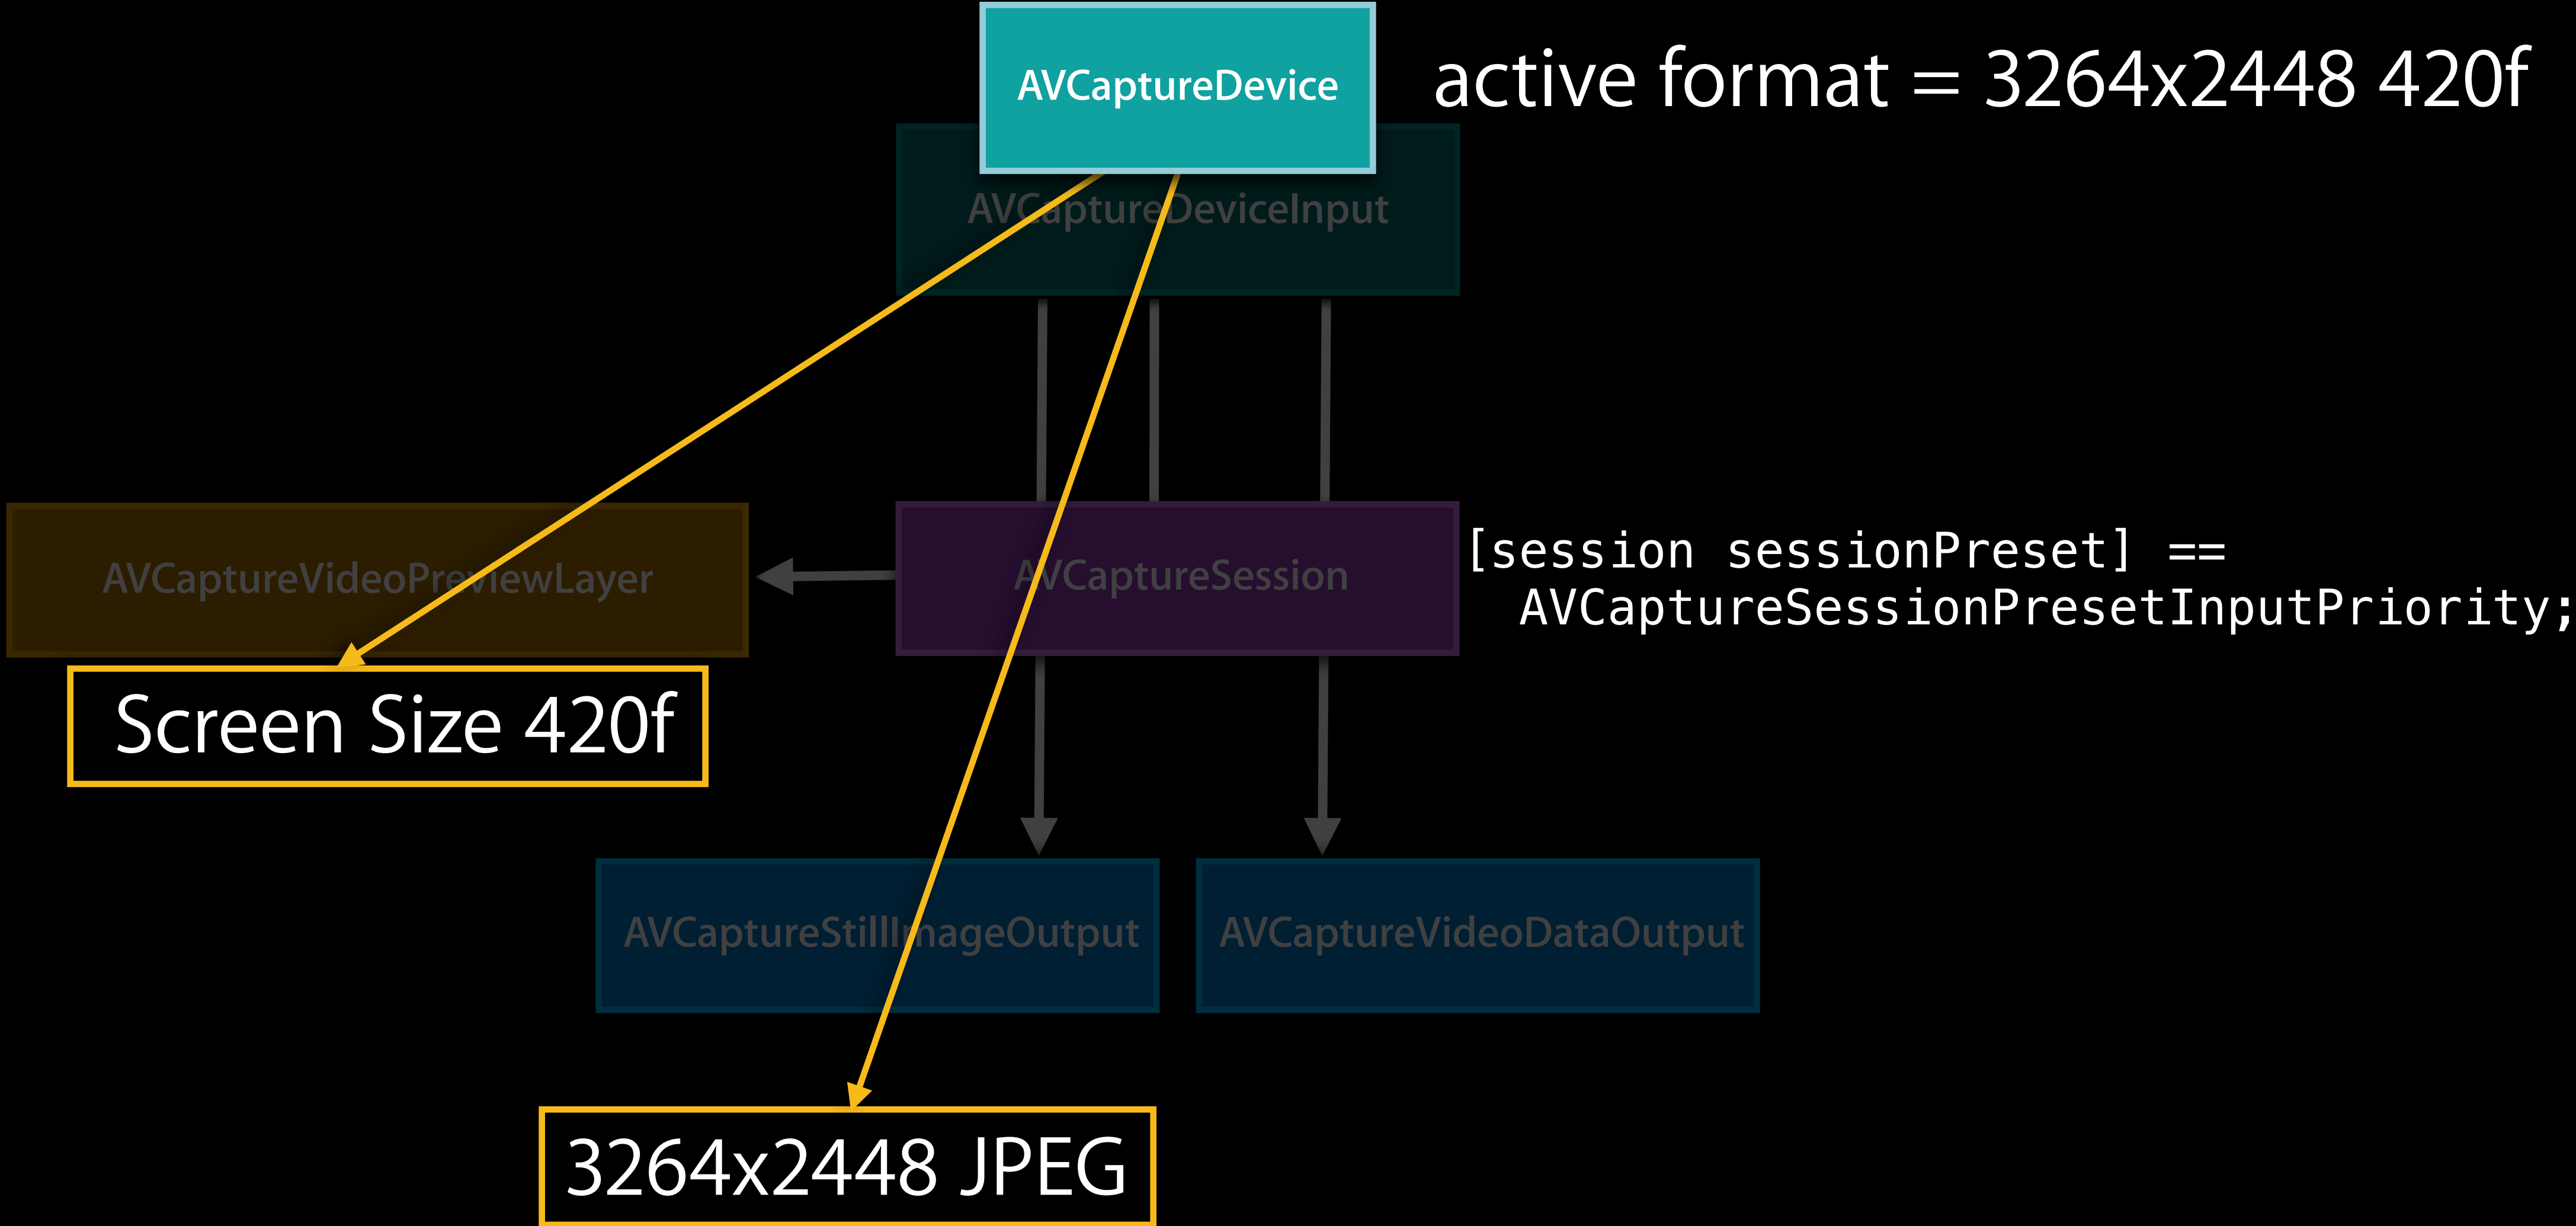 AVCaptureDevice
active format = 3264x2448 420f
AVCaptureDeviceInput
AVCaptureVideoPreviewLayer
AVCaptureSession
[session sessionPreset] ==
AVCaptureSessionPresetInputPriority;
Screen Size 420f
AVCaptureStillImageOutput
AVCaptureVideoDataOutput
3264x2448 JPEG